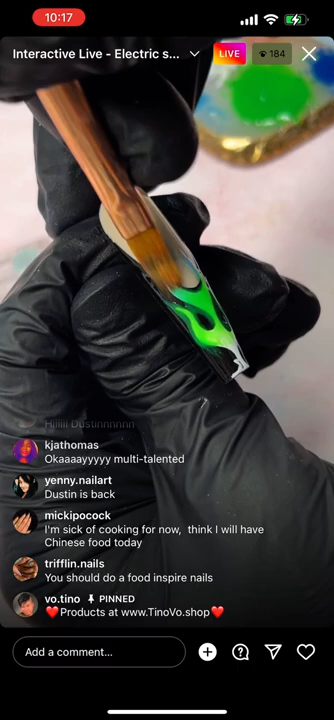 10:17
Interactive Live - Electric s...
LIVE
184
Hiiiiii Dustinnnnnn
kjathomas
Okaaaayyyyy multi-talented
yenny.nailart
Dustin is back
mickipocock
I'm sick of cooking for now, think I will have
Chinese food today
trifflin.nails
You should do a food inspire nails
vo.tino PINNED
❤️Products at www.TinoVo.shop❤️
Add a comment...